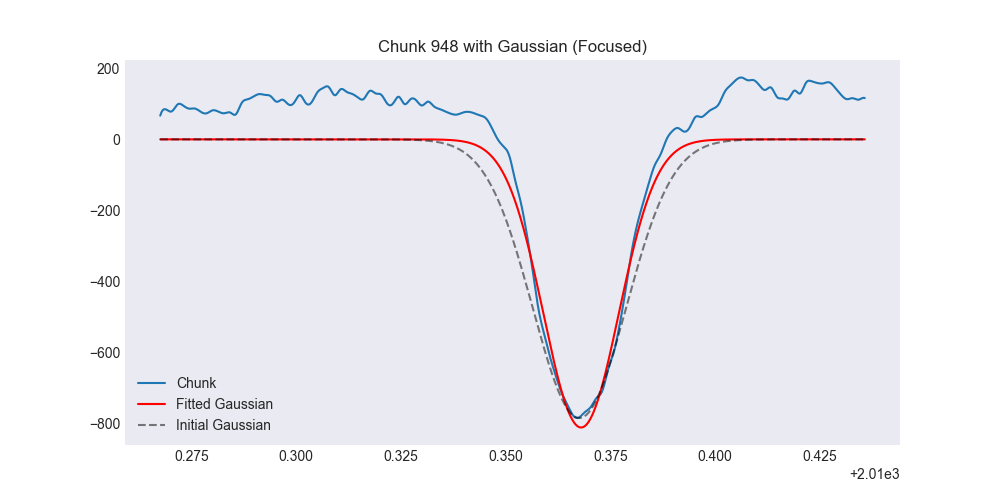 Chunk 948 with Gaussian (Focused)
200
0
−200
−400
−600
−800
Chunk
Fitted Gaussian
Initial Gaussian
0.275 0.300 0.325 0.350 0.375 0.400 0.425
+2.01e3